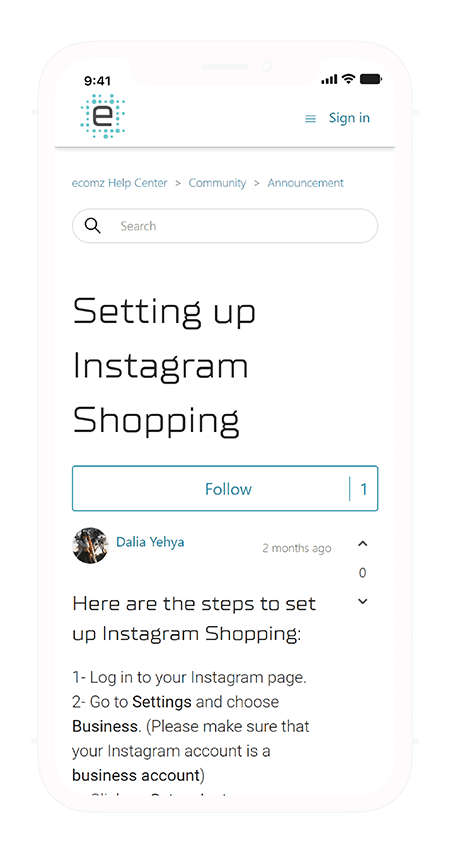 9:41
e
Sign in
ecomz Help Center > Community > Announcement
Search
Setting up
Instagram
Shopping
Follow 1
Dalia Yehya
2 months ago
0
Here are the steps to set
up Instagram Shopping:
1- Log in to your Instagram page.
2- Go to Settings and choose
Business. (Please make sure that
your Instagram account is a
business account)